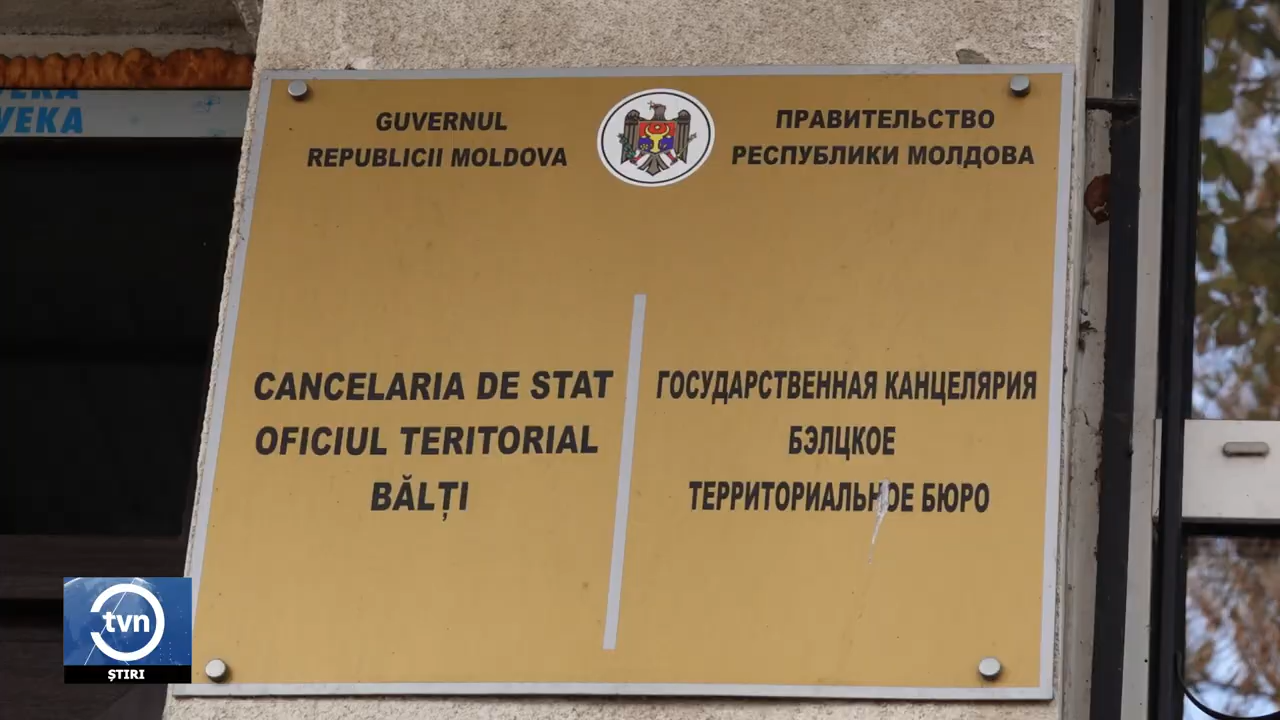 VEKA
GUVERNUL
REPUBLICII MOLDOVA
ПРАВИТЕЛЬСТВО
РЕСПУБЛИКИ МОЛДОВА
CANCELARIA DE STAT
OFICIUL TERITORIAL
BĂLȚI
ГОСУДАРСТВЕННАЯ КАНЦЕЛЯРИЯ
БЭЛЦКОЕ
ТЕРРИТОРИАЛЬНОЕ БЮРО
tvn
ȘTIRI